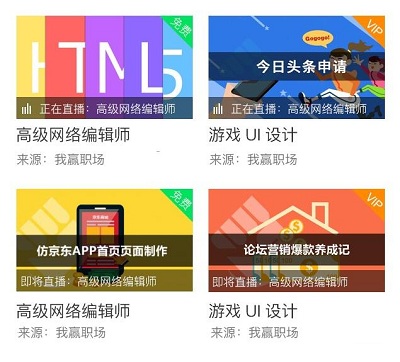 免费
HTML5
正在直播：高级网络编辑师
高级网络编辑师
来源：我赢职场
VIP
Gogogo!
今日头条申请
正在直播：高级网络编辑师
游戏 UI 设计
来源：我赢职场
免费
仿京东APP首页页面制作
即将直播：高级网络编辑师
高级网络编辑师
来源：我赢职场
VIP
论坛营销爆款养成记
即将直播：高级网络编辑师
游戏 UI 设计
来源：我赢职场